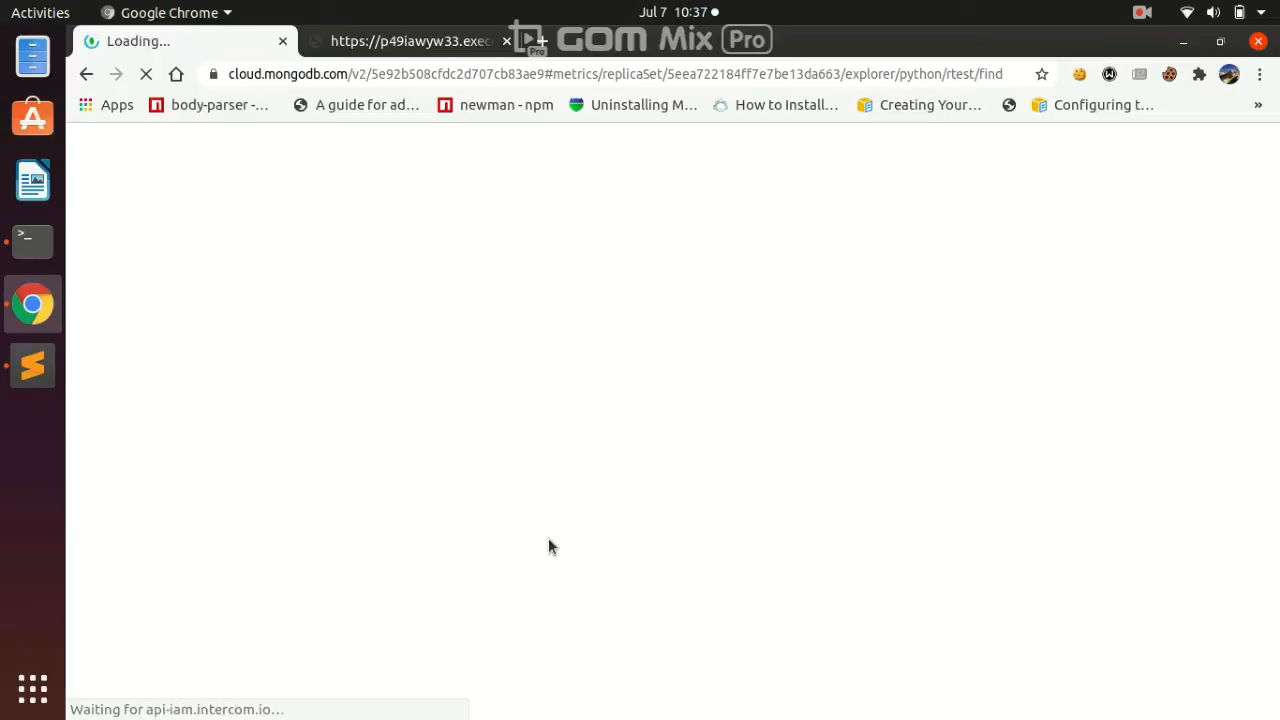 Activities
Google Chrome
Jul 7 10:37
Loading...
https://p49iawyw33.exec
GOM Mix Pro
Pro
cloud.mongodb.com/v2/5e92b508cfdc2d707cb83ae9#metrics/replicaSet/5eea722184ff7e7be13da663/explorer/python/rtest/find
Apps
body-parser -...
A guide for ad...
newman - npm
Uninstalling M...
How to Install...
Creating Your...
Configuring t...
»
Waiting for api-iam.intercom.io...